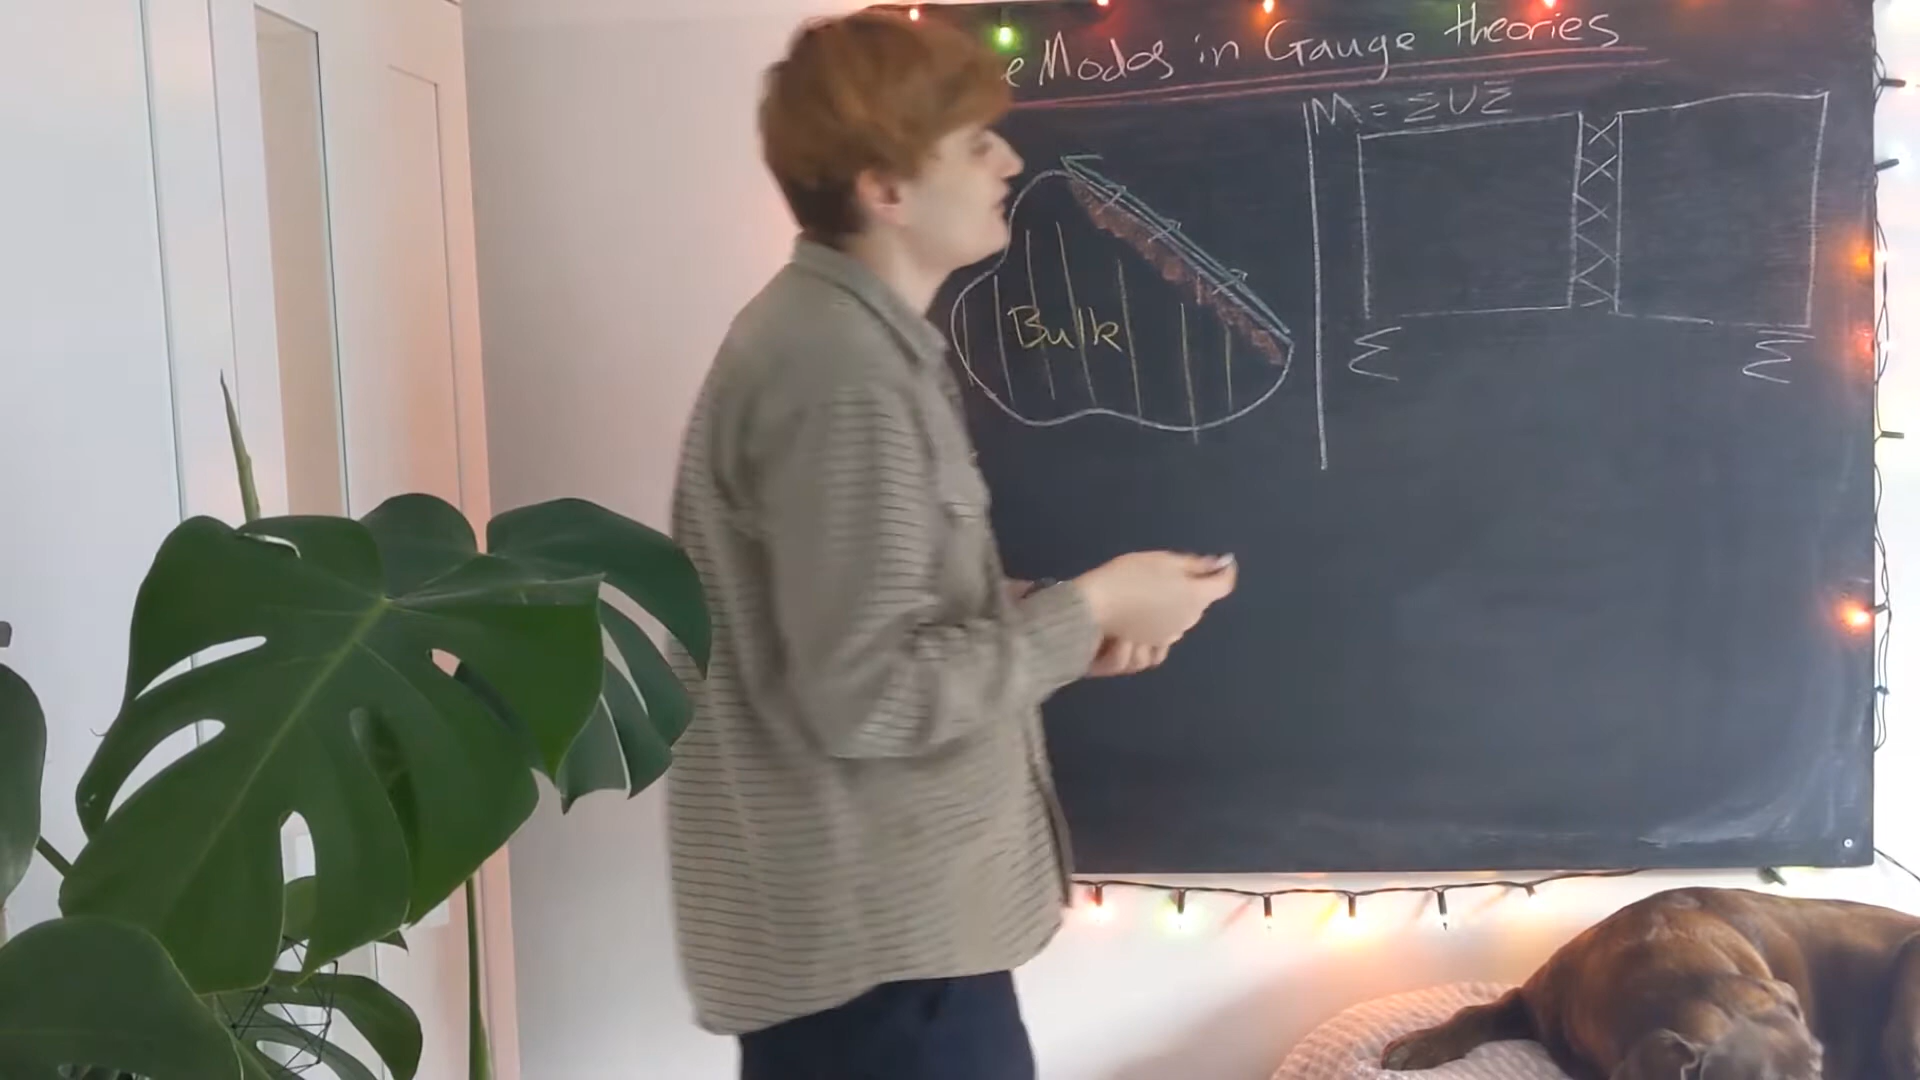 e Modes in Gauge theories
M = Σ U Σ̄
Bulk
Σ
Σ̄